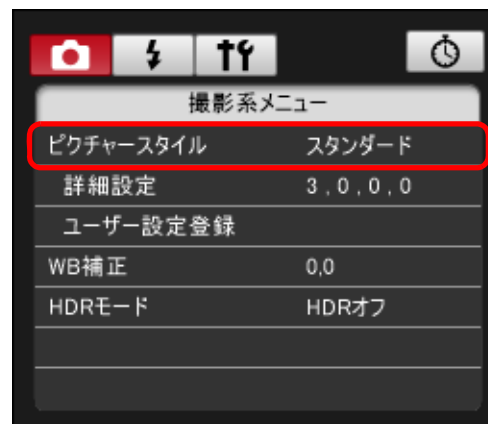 撮影系メニュー
ピクチャースタイル スタンダード
詳細設定 3 , 0 , 0 , 0
ユーザー設定登録
WB補正 0,0
HDRモード HDRオフ